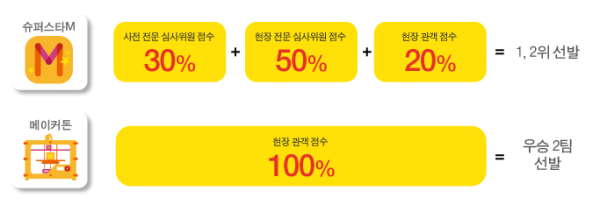 슈퍼스타M
M
사전 전문 심사위원 점수
30%
+
현장 전문 심사위원 점수
50%
+
현장 관객 점수
20%
= 1, 2위 선발
메이커톤
현장 관객 점수
100%
=
우승 2팀
선발